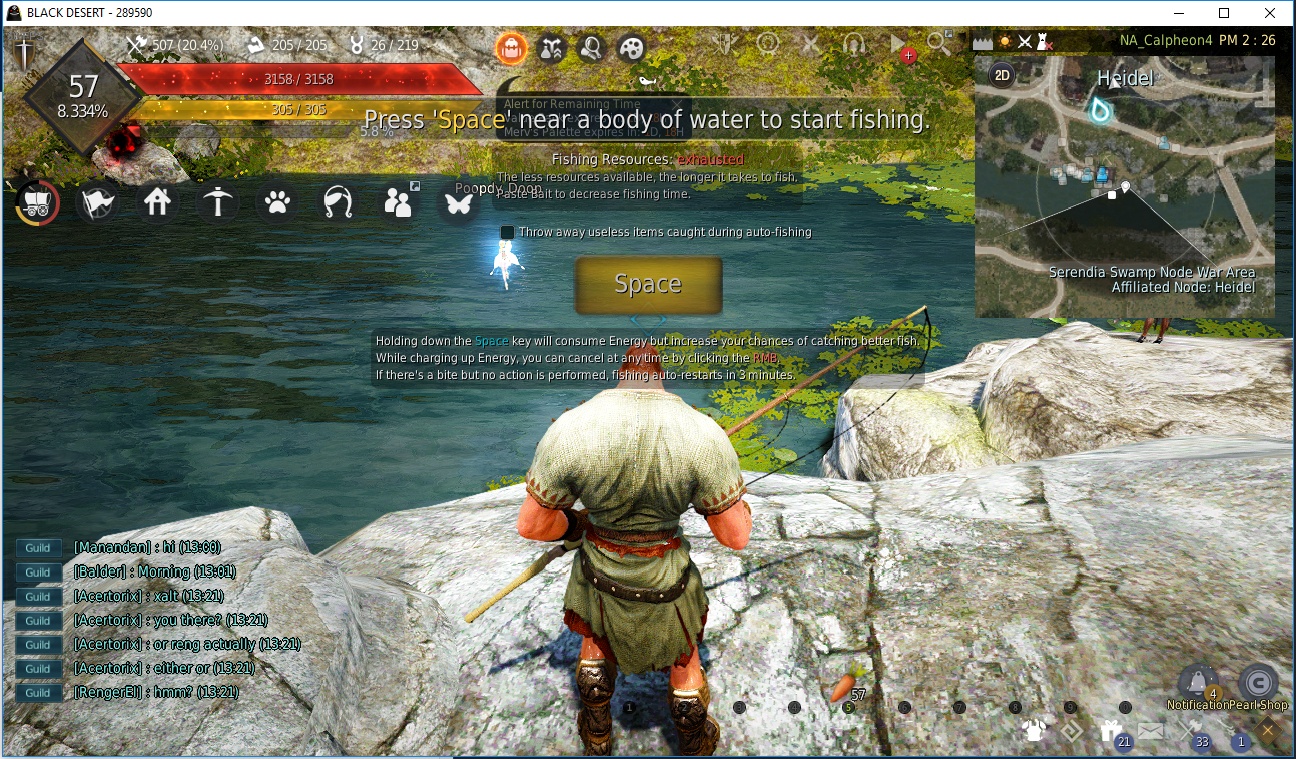 BLACK DESERT - 289590
507 (20.4%)
205 / 205
26 / 219
NA_Calpheon4 PM 2 : 26
57
8.334%
3158 / 3158
305 / 305
5.8 %
2D
Heidel
Alert for Remaining Time
Press 'Space' near a body of water to start fishing.
Merv's Palette expires in
Fishing Resources: exhausted
The less resources available, the longer it takes to fish.
Paste Bait to decrease fishing time.
Poopdy_Doop
Throw away useless items caught during auto-fishing
Space
Serendia Swamp Node War Area
Affiliated Node: Heidel
Holding down the Space key will consume Energy but increase your chances of catching better fish.
While charging up Energy, you can cancel at anytime by clicking the RMB.
If there's a bite but no action is performed, fishing auto-restarts in 3 minutes.
Guild [Manandan] : hi (13:00)
Guild [Balder] : Morning (13:01)
Guild [Acertorix] : xalt (13:21)
Guild [Acertorix] : you there? (13:21)
Guild [Acertorix] : or reng actually (13:21)
Guild [Acertorix] : either or (13:21)
Guild [RengerEl] : hmm? (13:21)
57
1
5
7
8
4
Notification
Pearl Shop
21
33
1